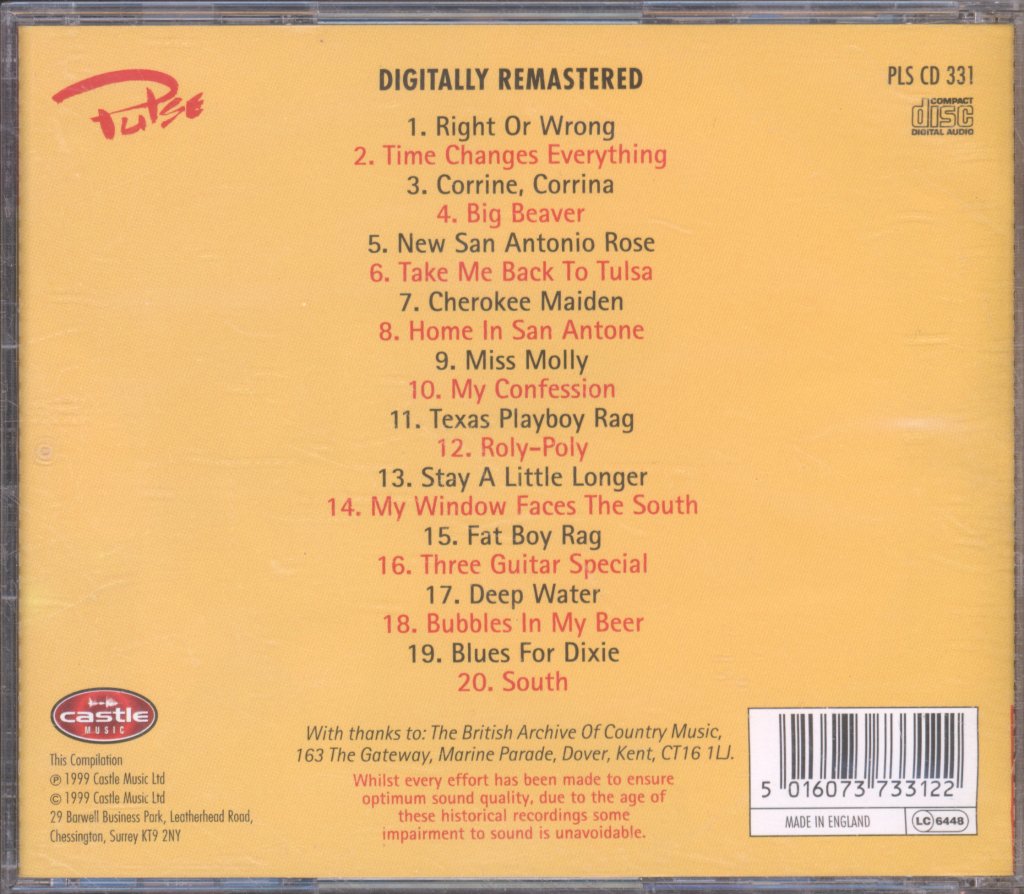 Pulse
DIGITALLY REMASTERED
PLS CD 331
COMPACT
disc
DIGITAL AUDIO
1. Right Or Wrong
2. Time Changes Everything
3. Corrine, Corrina
4. Big Beaver
5. New San Antonio Rose
6. Take Me Back To Tulsa
7. Cherokee Maiden
8. Home In San Antone
9. Miss Molly
10. My Confession
11. Texas Playboy Rag
12. Roly-Poly
13. Stay A Little Longer
14. My Window Faces The South
15. Fat Boy Rag
16. Three Guitar Special
17. Deep Water
18. Bubbles In My Beer
19. Blues For Dixie
20. South
castle
MUSIC
This Compilation
℗ 1999 Castle Music Ltd
© 1999 Castle Music Ltd
29 Barwell Business Park, Leatherhead Road,
Chessington, Surrey KT9 2NY
With thanks to: The British Archive Of Country Music,
163 The Gateway, Marine Parade, Dover, Kent, CT16 1LJ.
Whilst every effort has been made to ensure
optimum sound quality, due to the age of
these historical recordings some
impairment to sound is unavoidable.
5 016073 733122
MADE IN ENGLAND
LC 6448